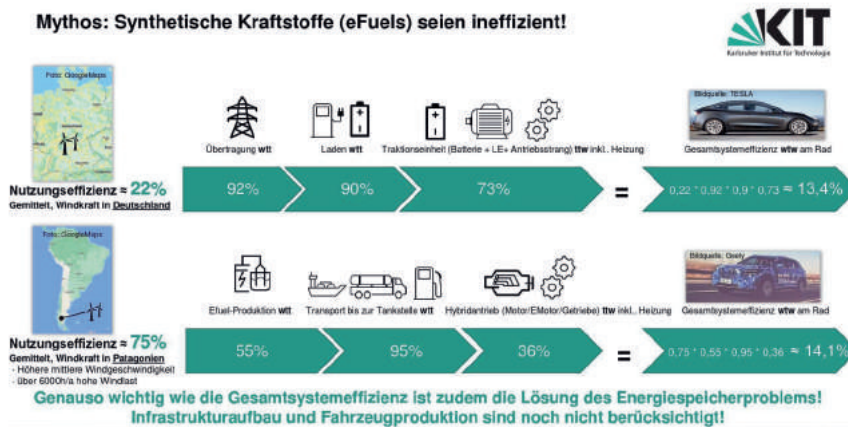 Mythos: Synthetische Kraftstoffe (eFuels) seien ineffizient!
KIT
Karlsruher Institut für Technologie
Foto: GoogleMaps
Bildquelle: TESLA
Übertragung wtt
Laden wtt
Traktionseinheit (Batterie + LE+ Antriebsstrang) ttw inkl. Heizung
Gesamtsystemeffizienz wtw am Rad
Nutzungseffizienz ≈ 22%
Gemittelt, Windkraft in Deutschland
92%
90%
73%
=
0,22 * 0,92 * 0,9 * 0,73 ≈ 13,4%
Foto: GoogleMaps
Bildquelle: Geely
Efuel-Produktion wtt
Transport bis zur Tankstelle wtt
Hybridantrieb (Motor/EMotor/Getriebe) ttw inkl. Heizung
Gesamtsystemeffizienz wtw am Rad
Nutzungseffizienz ≈ 75%
Gemittelt, Windkraft in Patagonien
- Höhere mittlere Windgeschwindigkeit
- über 6000h/a hohe Windlast
55%
95%
36%
=
0,75 * 0,55 * 0,95 * 0,36 ≈ 14,1%
Genauso wichtig wie die Gesamtsystemeffizienz ist zudem die Lösung des Energiespeicherproblems!
Infrastrukturaufbau und Fahrzeugproduktion sind noch nicht berücksichtigt!